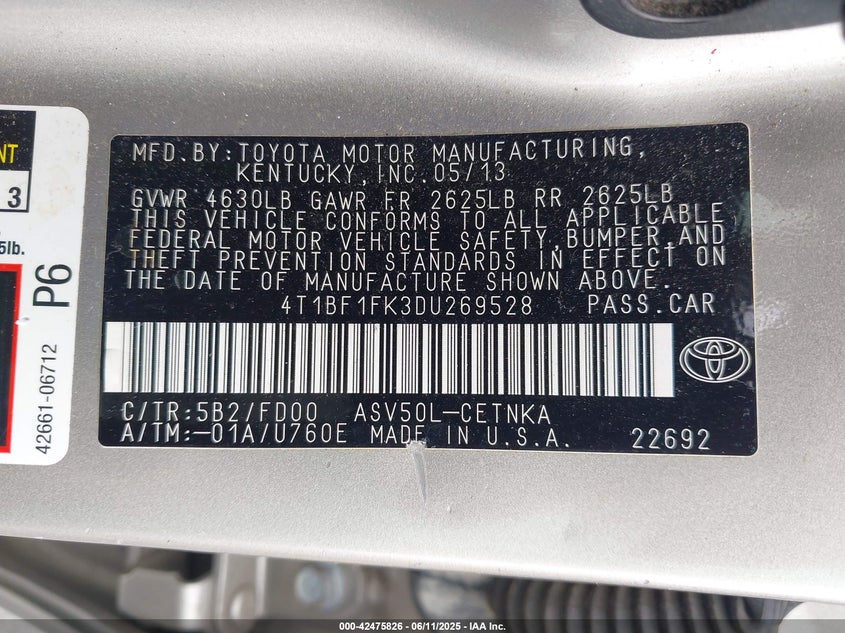 NT
3
5lb.
P6
42661-06712
MFD.BY:TOYOTA MOTOR MANUFACTURING,
KENTUCKY,INC.05/13
GVWR 4630LB GAWR FR 2625LB RR 2625LB
THIS VEHICLE CONFORMS TO ALL APPLICABLE
FEDERAL MOTOR VEHICLE SAFETY,BUMPER,AND
THEFT PREVENTION STANDARDS IN EFFECT ON
THE DATE OF MANUFACTURE SHOWN ABOVE.
4T1BF1FK3DU269528 PASS.CAR
C/TR:5B2/FD00 ASV50L-CETNKA
A/TM:-01A/U760E MADE IN U.S.A. 22692
000-42475826 - 06/11/2025 - IAA Inc.